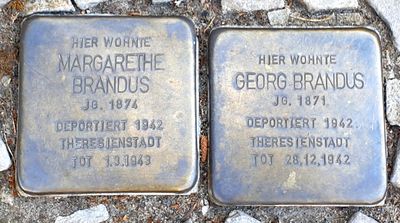 HIER WOHNTE
MARGARETHE
BRANDUS
JG. 1874
DEPORTIERT 1942
THERESIENSTADT
TOT 1.3.1943
HIER WOHNTE
GEORG BRANDUS
JG. 1871
DEPORTIERT 1942
THERESIENSTADT
TOT 28.12.1942